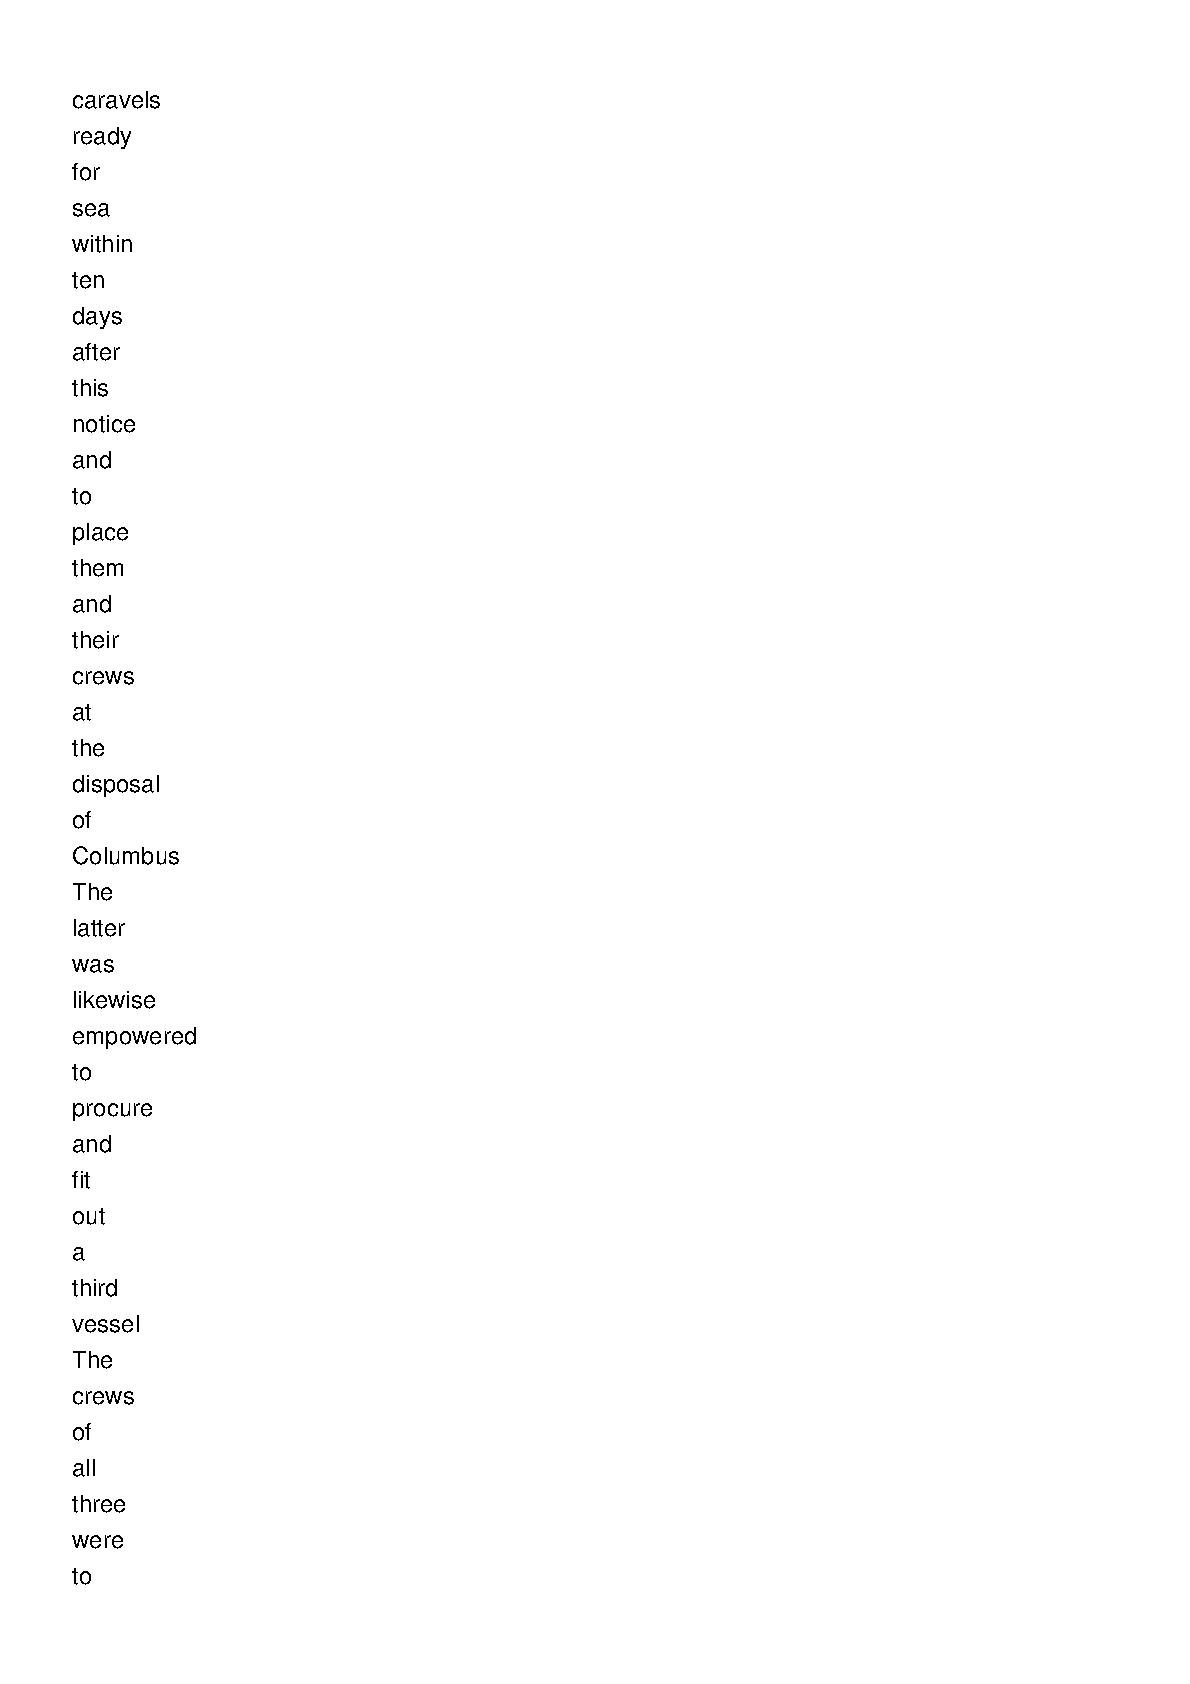 caravels
ready
for
sea
within
ten
days
after
this
notice
and
to
place
them
and
their
crews
at
the
disposal
of
Columbus
The
latter
was
likewise
empowered
to
procure
and
fit
out
a
third
vessel
The
crews
of
all
three
were
to